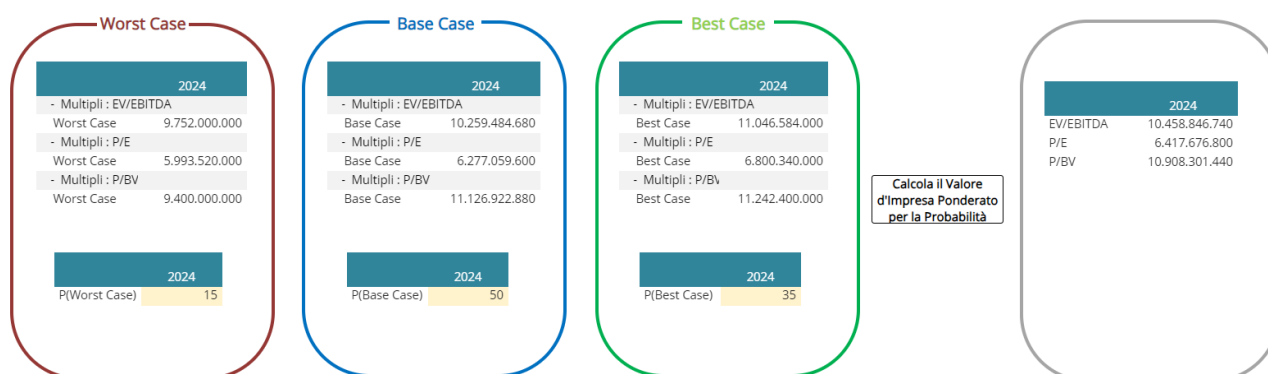 Worst Case
2024
- Multipli : EV/EBITDA
Worst Case 9.752.000.000
- Multipli : P/E
Worst Case 5.993.520.000
- Multipli : P/BV
Worst Case 9.400.000.000
2024
P(Worst Case) 15
Base Case
2024
- Multipli : EV/EBITDA
Base Case 10.259.484.680
- Multipli : P/E
Base Case 6.277.059.600
- Multipli : P/BV
Base Case 11.126.922.880
2024
P(Base Case) 50
Best Case
2024
- Multipli : EV/EBITDA
Best Case 11.046.584.000
- Multipli : P/E
Best Case 6.800.340.000
- Multipli : P/BV
Best Case 11.242.400.000
2024
P(Best Case) 35
Calcola il Valore
d'Impresa Ponderato
per la Probabilità
2024
EV/EBITDA 10.458.846.740
P/E 6.417.676.800
P/BV 10.908.301.440